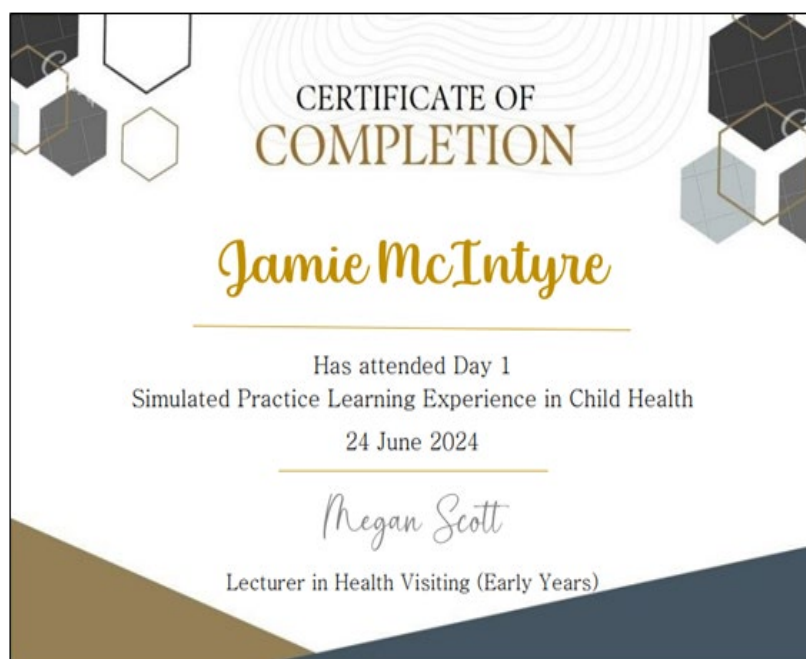 CERTIFICATE OF
COMPLETION
Jamie McIntyre
Has attended Day 1
Simulated Practice Learning Experience in Child Health
24 June 2024
Megan Scott
Lecturer in Health Visiting (Early Years)